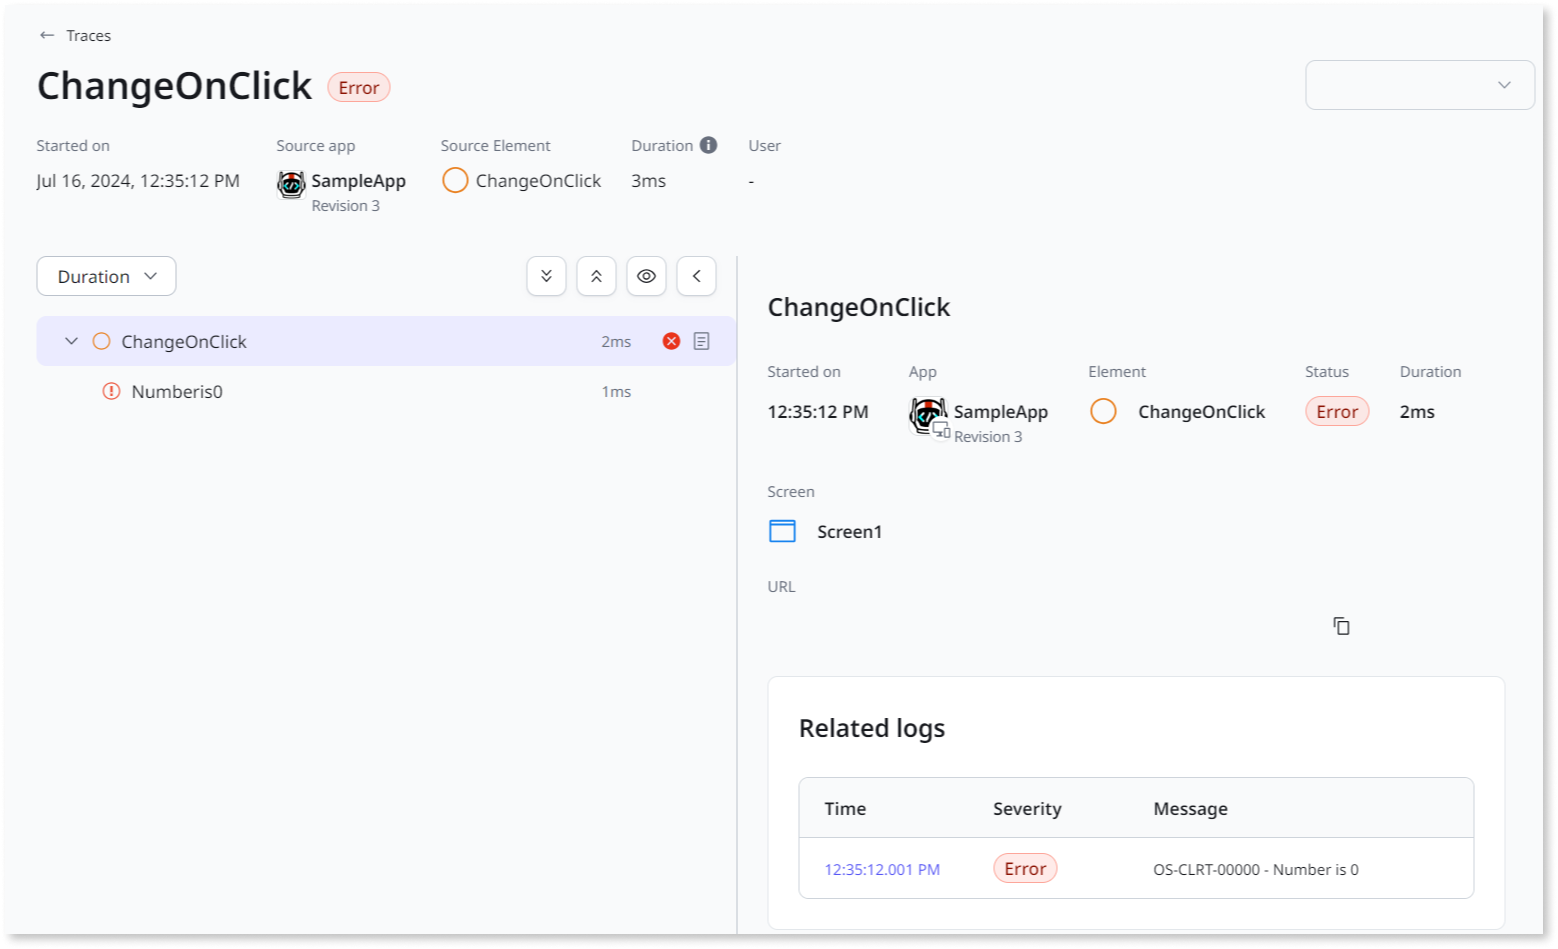 ← Traces
ChangeOnClick Error
Started on Source app Source Element Duration User
Jul 16, 2024, 12:35:12 PM SampleApp ChangeOnClick 3ms -
Revision 3
Duration
ChangeOnClick 2ms
Numberis0 1ms
ChangeOnClick
Started on App Element Status Duration
12:35:12 PM SampleApp ChangeOnClick Error 2ms
Revision 3
Screen
Screen1
URL
Related logs
Time Severity Message
12:35:12.001 PM Error OS-CLRT-00000 - Number is 0